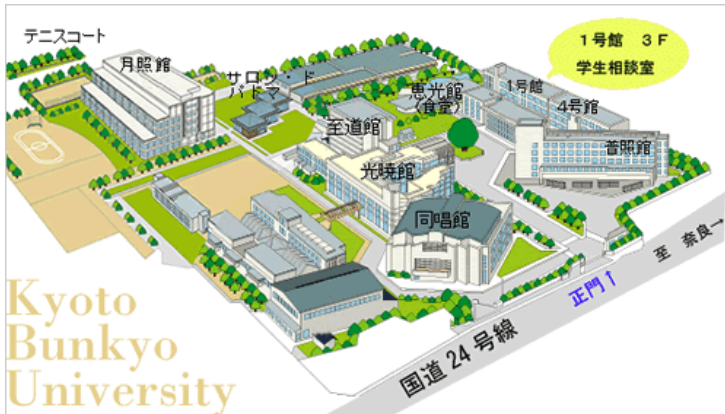 テニスコート
月照館
サロン・ド
パドマ
至道館
恵光館
(食堂)
1号館 3F
学生相談室
1号館
4号館
普照館
光暁館
同唱館
至 奈良→
正門↑
国道24号線
Kyoto
Bunkyo
University